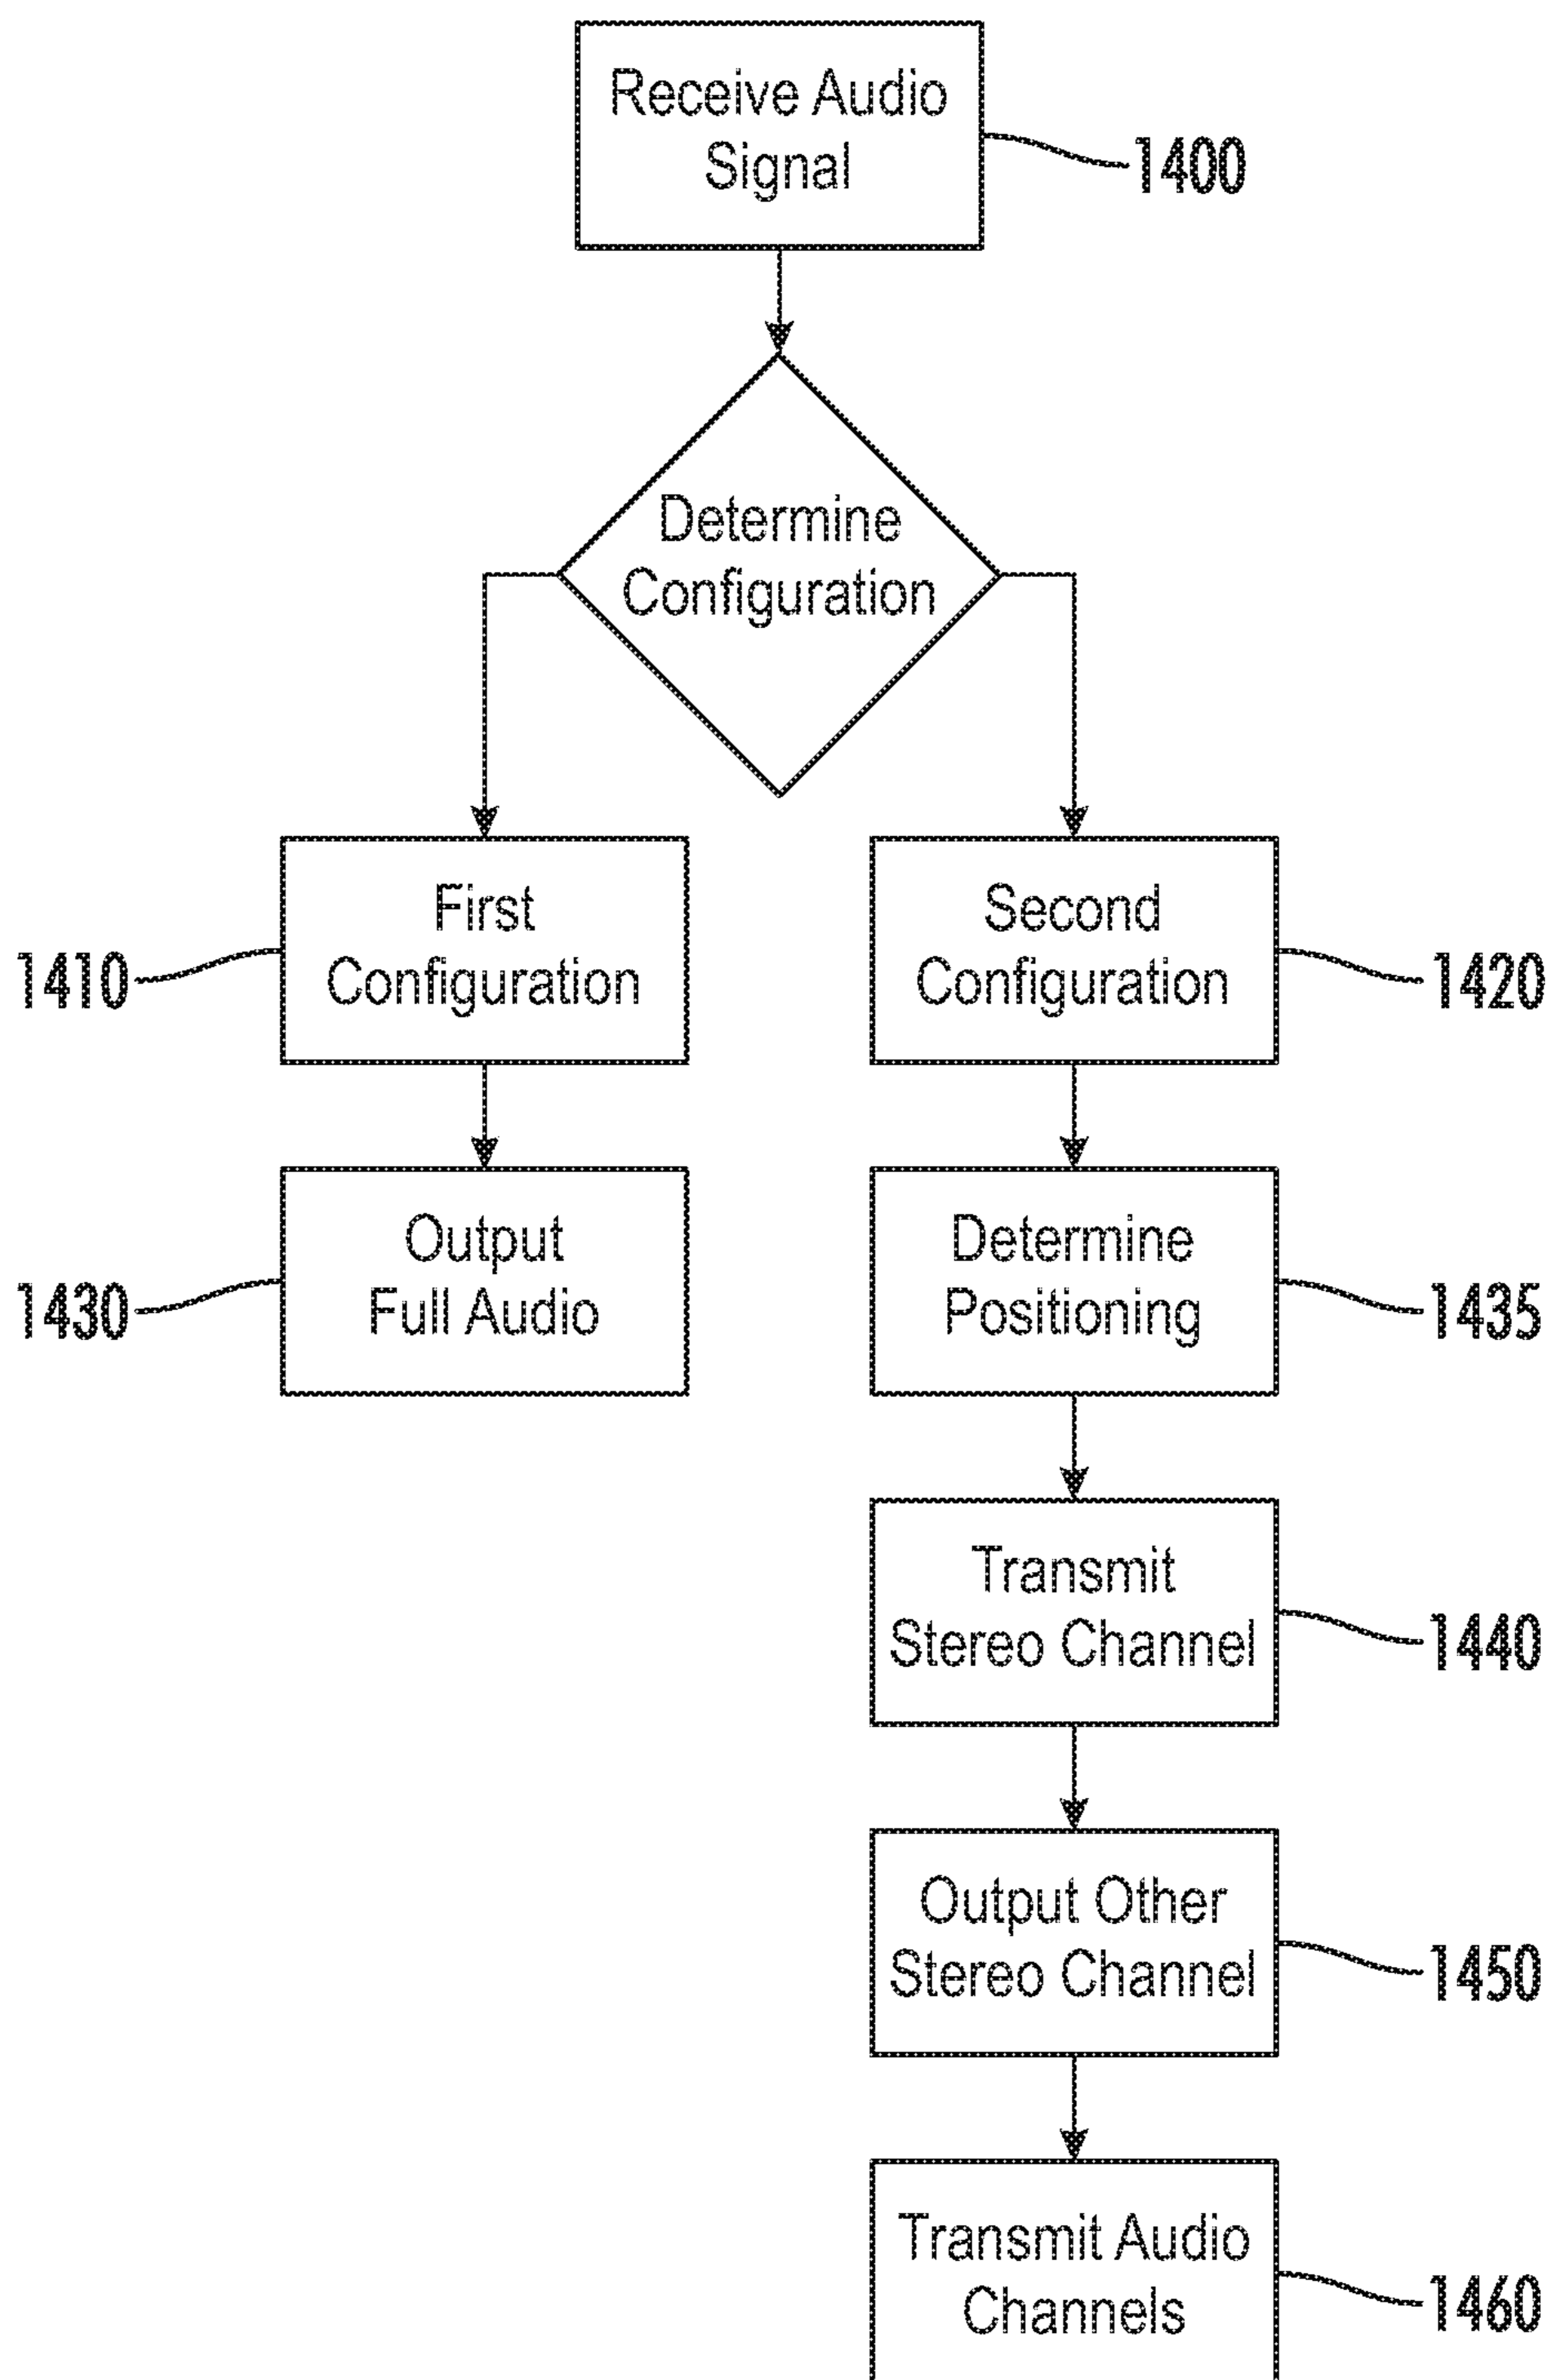 Receive Audio
Signal
1400
Determine
Configuration
First
Configuration
1410
Second
Configuration
1420
Output
Full Audio
1430
Determine
Positioning
1435
Transmit
Stereo Channel
1440
Output Other
Stereo Channel
1450
Transmit Audio
Channels
1460